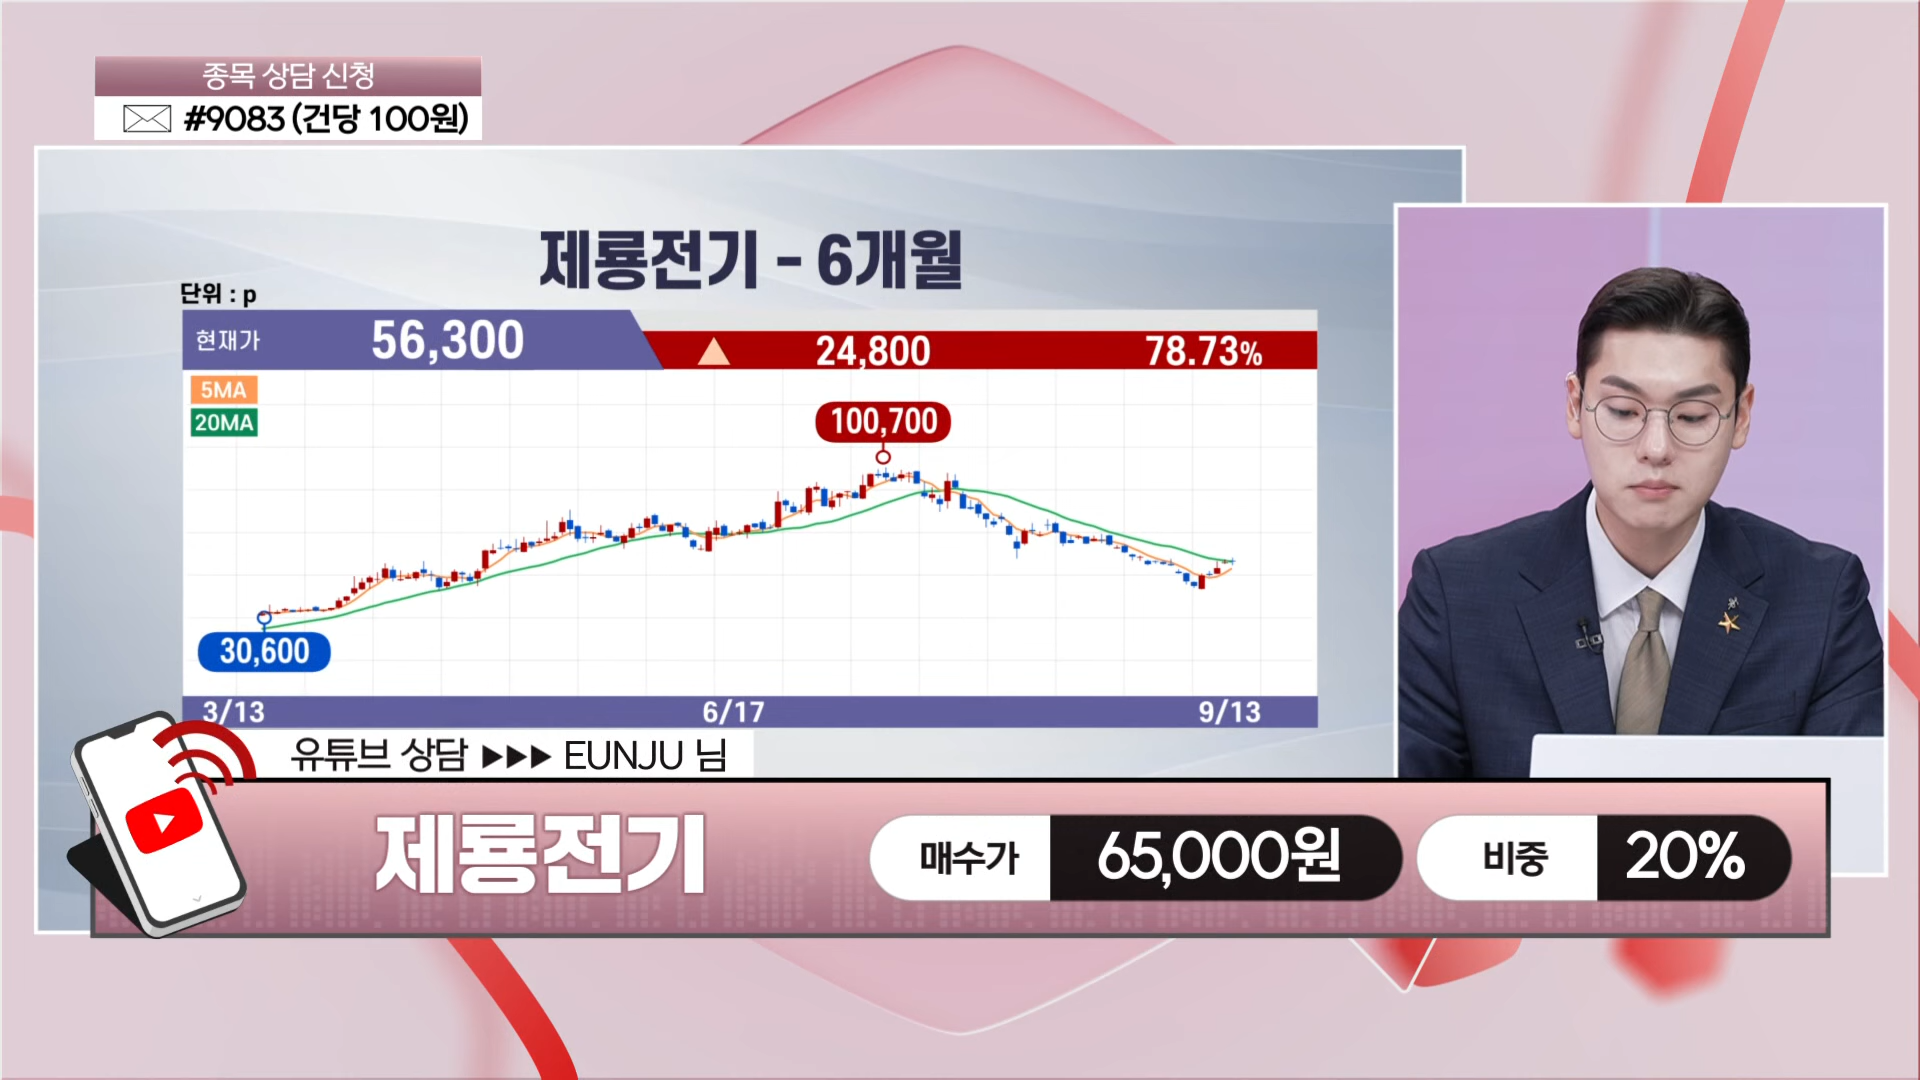 종목 상담 신청
#9083 (건당 100원)
제룡전기 - 6개월
단위 : p
현재가 56,300 24,800 78.73%
5MA
20MA
100,700
30,600
3/13 6/17 9/13
유튜브 상담 ▶▶▶ EUNJU 님
제룡전기 매수가 65,000원 비중 20%